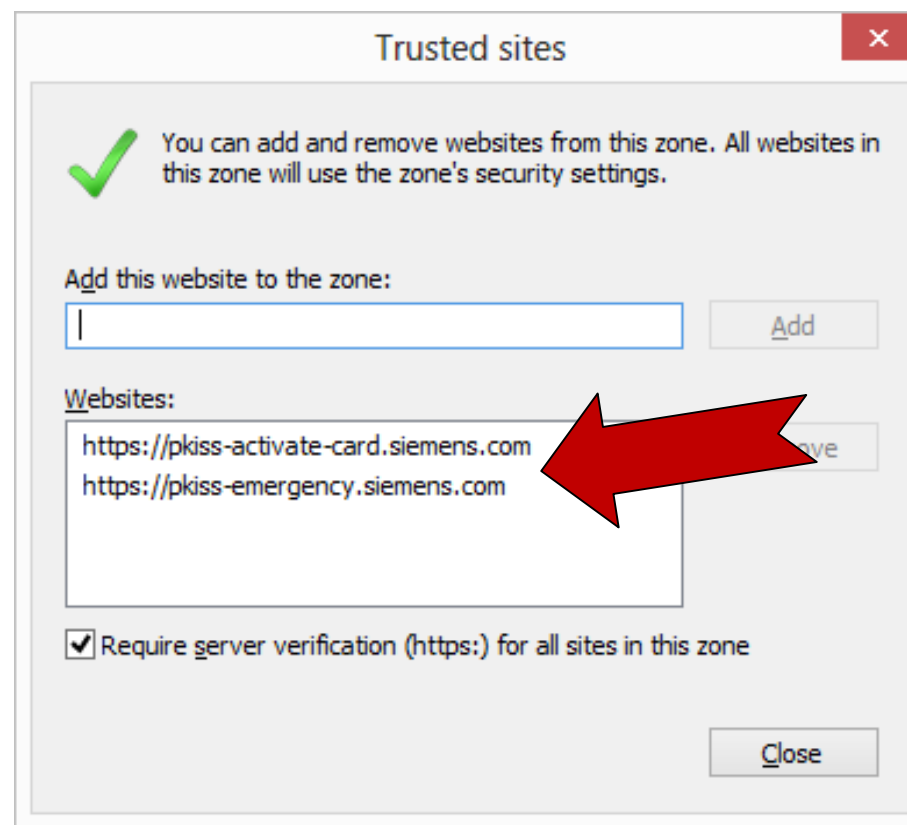 Trusted sites
You can add and remove websites from this zone. All websites in
this zone will use the zone's security settings.
Add this website to the zone:
Add
Websites:
https://pkiss-activate-card.siemens.com
https://pkiss-emergency.siemens.com
Require server verification (https:) for all sites in this zone
Close